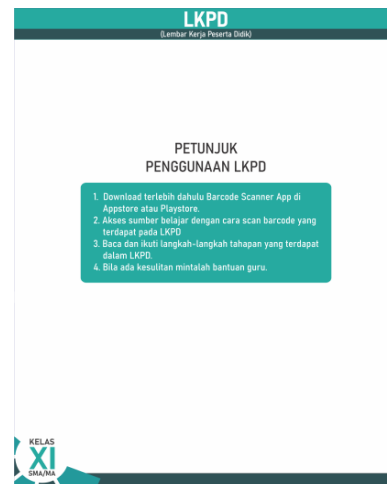 LKPD
(Lembar Kerja Peserta Didik)
PETUNJUK
PENGGUNAAN LKPD
1. Download terlebih dahulu Barcode Scanner App di
Appstore atau Playstore.
2. Akses sumber belajar dengan cara scan barcode yang
terdapat pada LKPD
3. Baca dan ikuti langkah-langkah tahapan yang terdapat
dalam LKPD.
4. Bila ada kesulitan mintalah bantuan guru.
KELAS
XI
SMA/MA